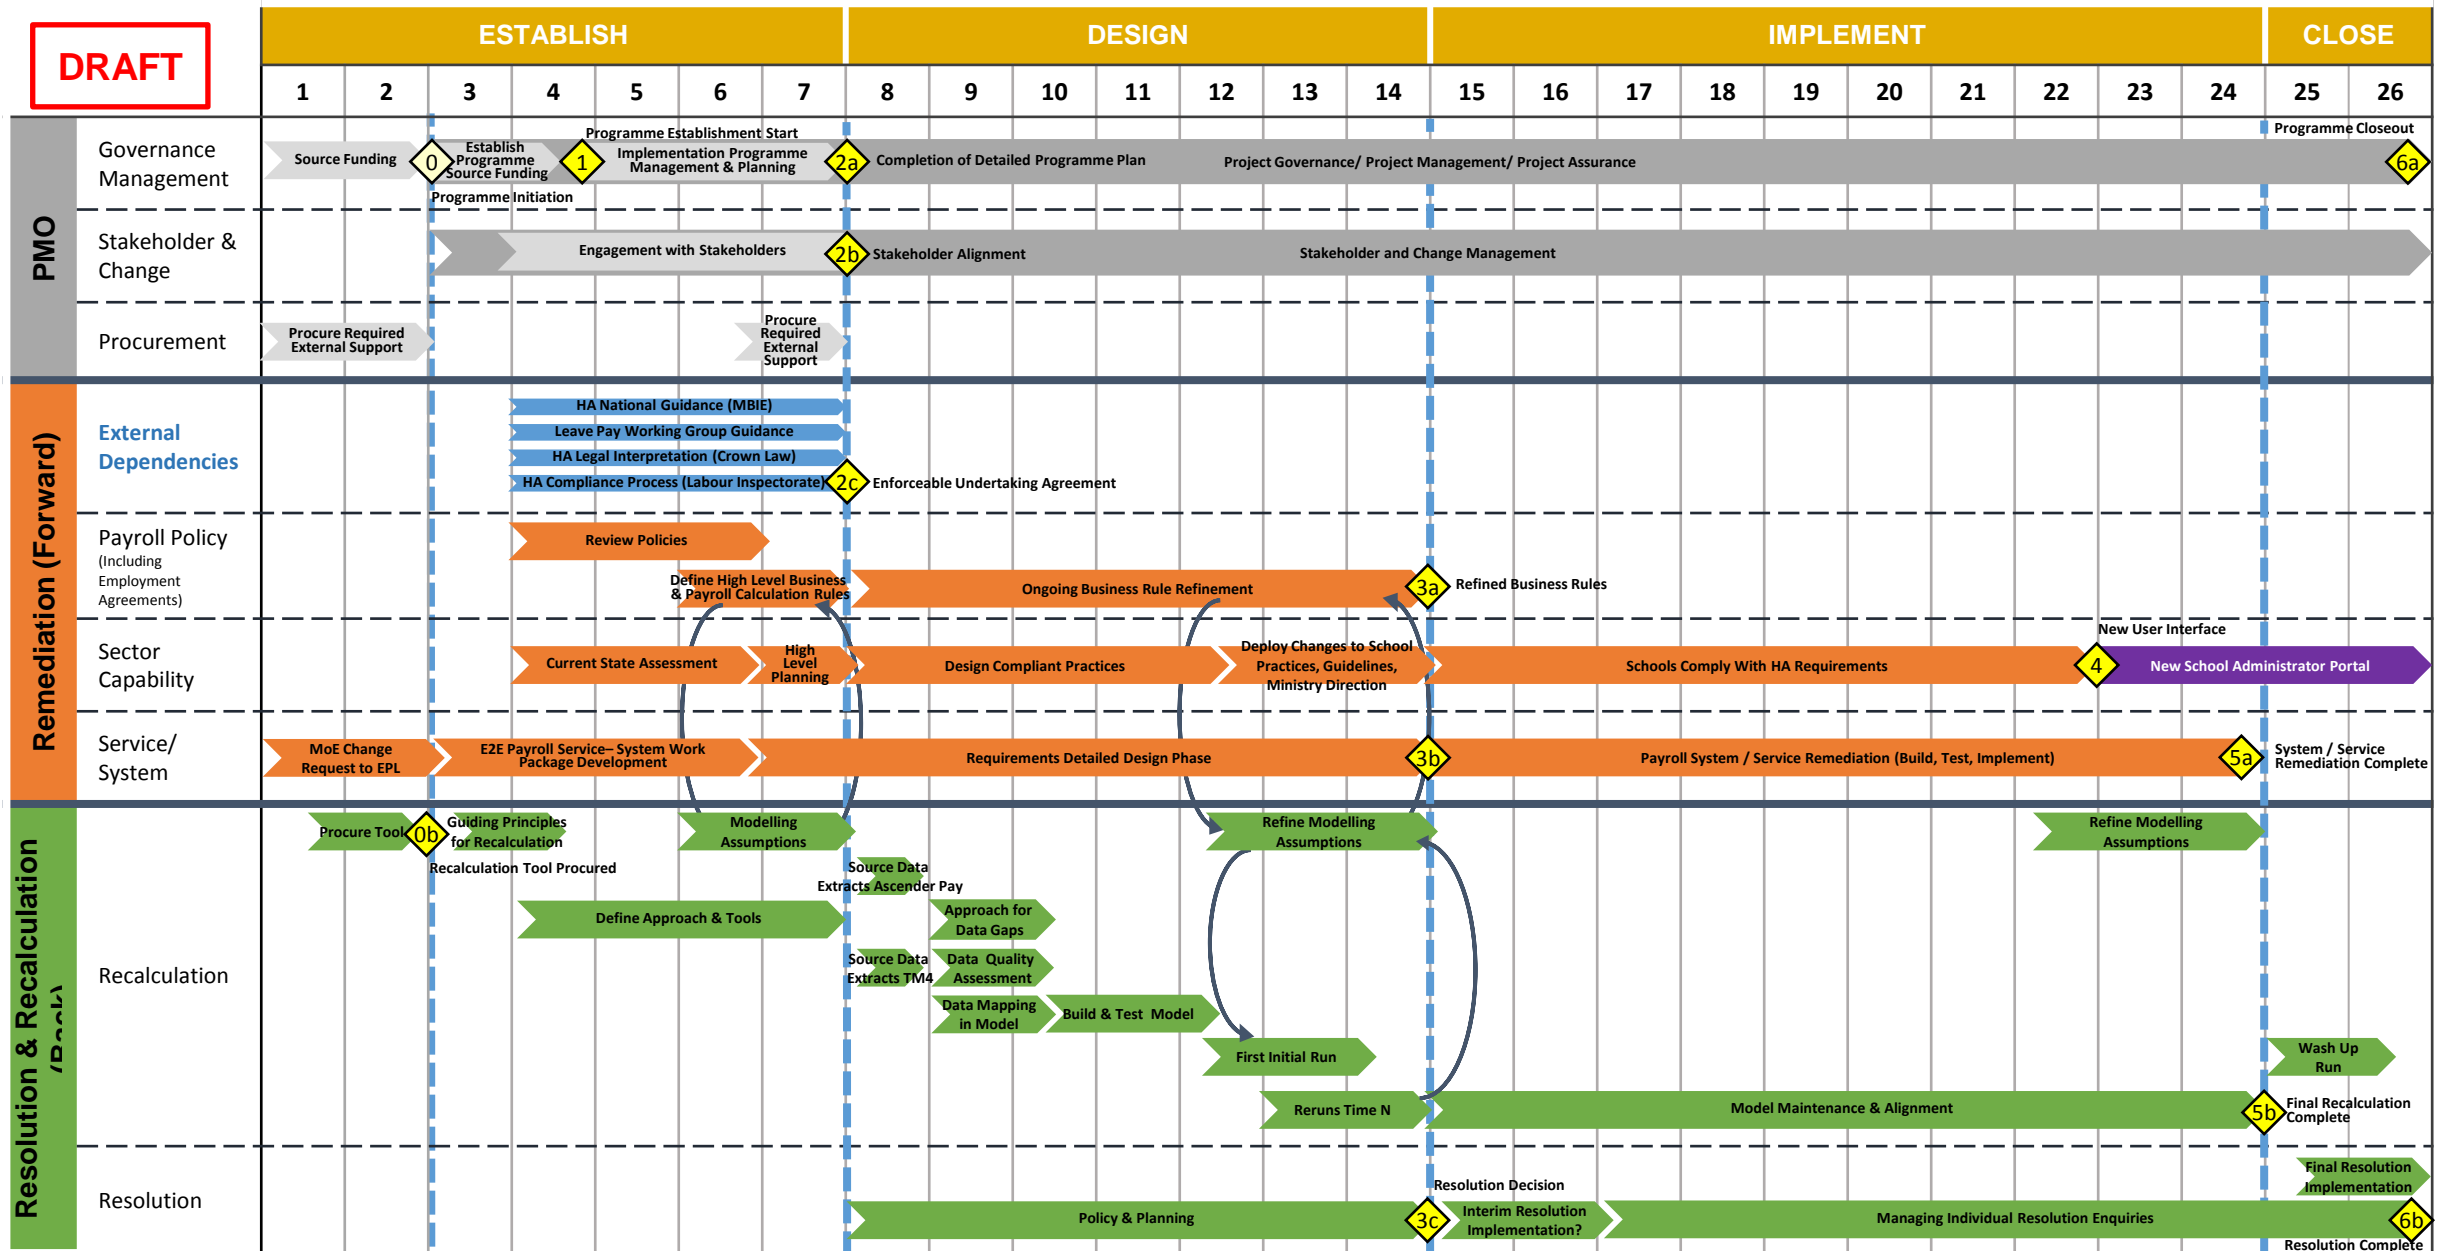 DRAFT
ESTABLISH
DESIGN
IMPLEMENT
CLOSE
1 2 3 4 5 6 7 8 9 10 11 12 13 14 15 16 17 18 19 20 21 22 23 24 25 26
PMO
Governance
Management
Source Funding
0
Programme Initiation
Establish
Programme
Source Funding
1
Programme Establishment Start
Implementation Programme
Management & Planning
2a
Completion of Detailed Programme Plan
Project Governance/ Project Management/ Project Assurance
Programme Closeout
6a
Stakeholder &
Change
Engagement with Stakeholders
2b
Stakeholder Alignment
Stakeholder and Change Management
Procurement
Procure Required
External Support
Procure
Required
External
Support
Remediation (Forward)
External
Dependencies
HA National Guidance (MBIE)
Leave Pay Working Group Guidance
HA Legal Interpretation (Crown Law)
HA Compliance Process (Labour Inspectorate)
2c
Enforceable Undertaking Agreement
Payroll Policy
(Including
Employment
Agreements)
Review Policies
Define High Level Business
& Payroll Calculation Rules
Ongoing Business Rule Refinement
3a
Refined Business Rules
Sector
Capability
Current State Assessment
High
Level
Planning
Design Compliant Practices
Deploy Changes to School
Practices, Guidelines,
Ministry Direction
Schools Comply With HA Requirements
New User Interface
4
New School Administrator Portal
Service/
System
MoE Change
Request to EPL
E2E Payroll Service– System Work
Package Development
Requirements Detailed Design Phase
3b
Payroll System / Service Remediation (Build, Test, Implement)
5a
System / Service
Remediation Complete
Resolution & Recalculation
(Back)
Recalculation
Procure Tool
0b
Recalculation Tool Procured
Guiding Principles
for Recalculation
Modelling
Assumptions
Refine Modelling
Assumptions
Refine Modelling
Assumptions
Source Data
Extracts Ascender Pay
Define Approach & Tools
Approach for
Data Gaps
Source Data
Extracts TM4
Data Quality
Assessment
Data Mapping
in Model
Build & Test Model
First Initial Run
Wash Up
Run
Reruns Time N
Model Maintenance & Alignment
5b
Final Recalculation
Complete
Resolution
Final Resolution
Implementation
Policy & Planning
3c
Resolution Decision
Interim Resolution
Implementation?
Managing Individual Resolution Enquiries
6b
Resolution Complete